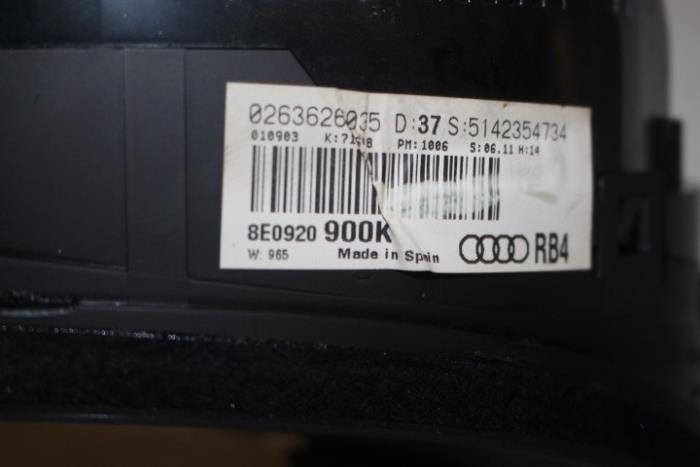 0263626035 D:37 S:5142354734
010903 PM:1006 S:06.11 H:14
8E0920 900K
W: 965 Made in Spain RB4